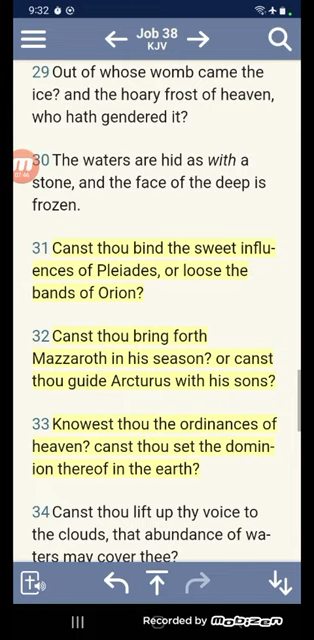 9:32
Job 38
KJV
29 Out of whose womb came the
ice? and the hoary frost of heaven,
who hath gendered it?
30 The waters are hid as with a
stone, and the face of the deep is
frozen.
31 Canst thou bind the sweet influ-
ences of Pleiades, or loose the
bands of Orion?
32 Canst thou bring forth
Mazzaroth in his season? or canst
thou guide Arcturus with his sons?
33 Knowest thou the ordinances of
heaven? canst thou set the domin-
ion thereof in the earth?
34 Canst thou lift up thy voice to
the clouds, that abundance of wa-
ters may cover thee?
Recorded by mobizen